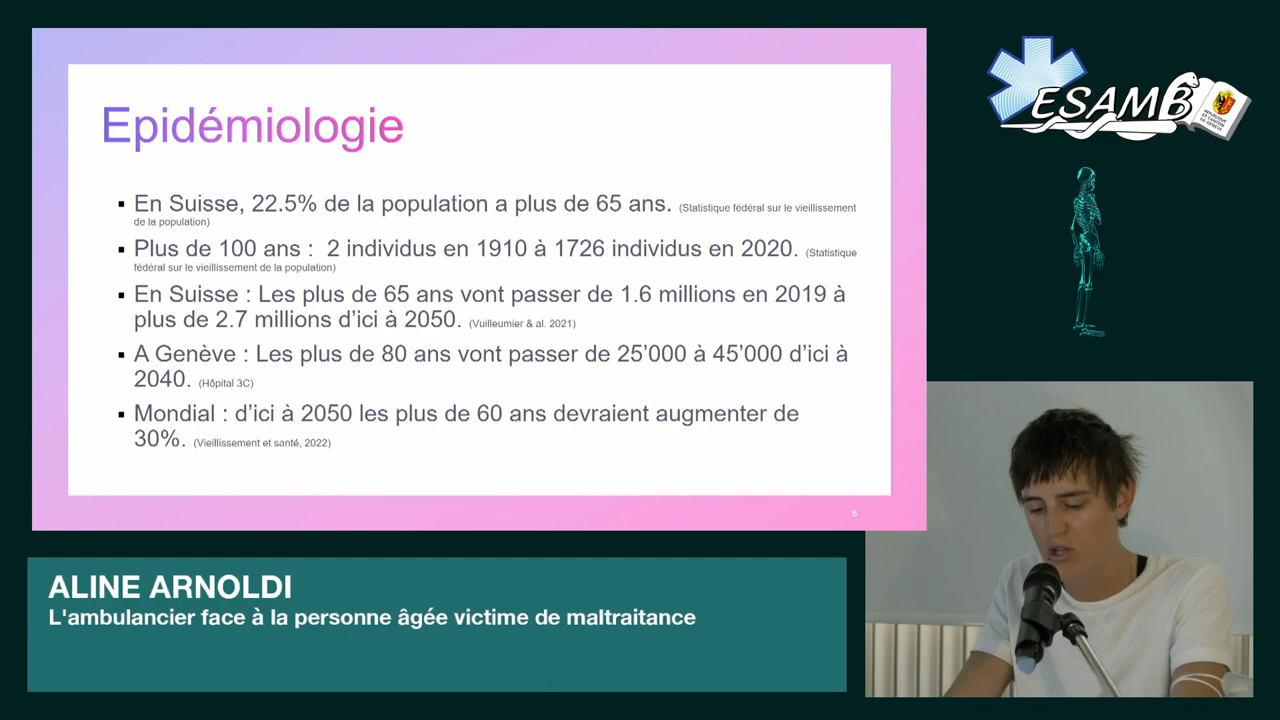 Epidémiologie
▪ En Suisse, 22.5% de la population a plus de 65 ans. (Statistique fédéral sur le vieillissement
de la population)
▪ Plus de 100 ans :  2 individus en 1910 à 1726 individus en 2020. (Statistique
fédéral sur le vieillissement de la population)
▪ En Suisse : Les plus de 65 ans vont passer de 1.6 millions en 2019 à
plus de 2.7 millions d’ici à 2050. (Vuilleumier & al. 2021)
▪ A Genève : Les plus de 80 ans vont passer de 25’000 à 45’000 d’ici à
2040. (Hôpital 3C)
▪ Mondial : d’ici à 2050 les plus de 60 ans devraient augmenter de
30%. (Vieillissement et santé, 2022)
6
ESAMB
REPUBLIQUE
ET CANTON
DE GENEVE
ALINE ARNOLDI
L'ambulancier face à la personne âgée victime de maltraitance